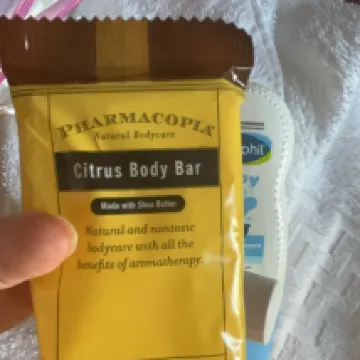 PHARMACOPIA
Natural Bodycare
Citrus Body Bar
Made with Shea Butter
Natural and nontoxic
bodycare with all the
benefits of aromatherapy.
phil